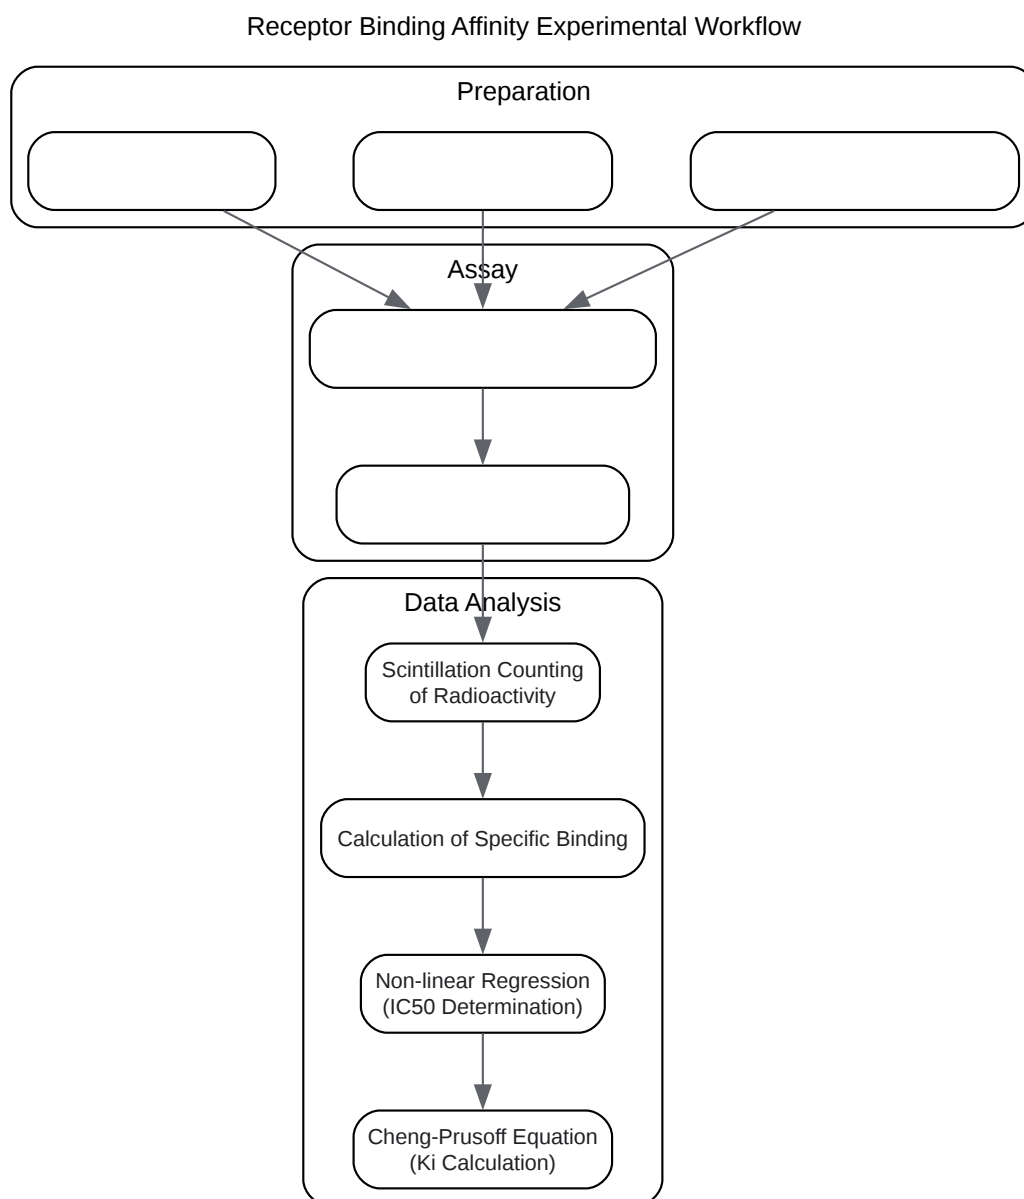 Receptor Binding Affinity Experimental Workflow
Preparation
Assay
Data Analysis
Scintillation Counting
of Radioactivity
Calculation of Specific Binding
Non-linear Regression
(IC50 Determination)
Cheng-Prusoff Equation
(Ki Calculation)